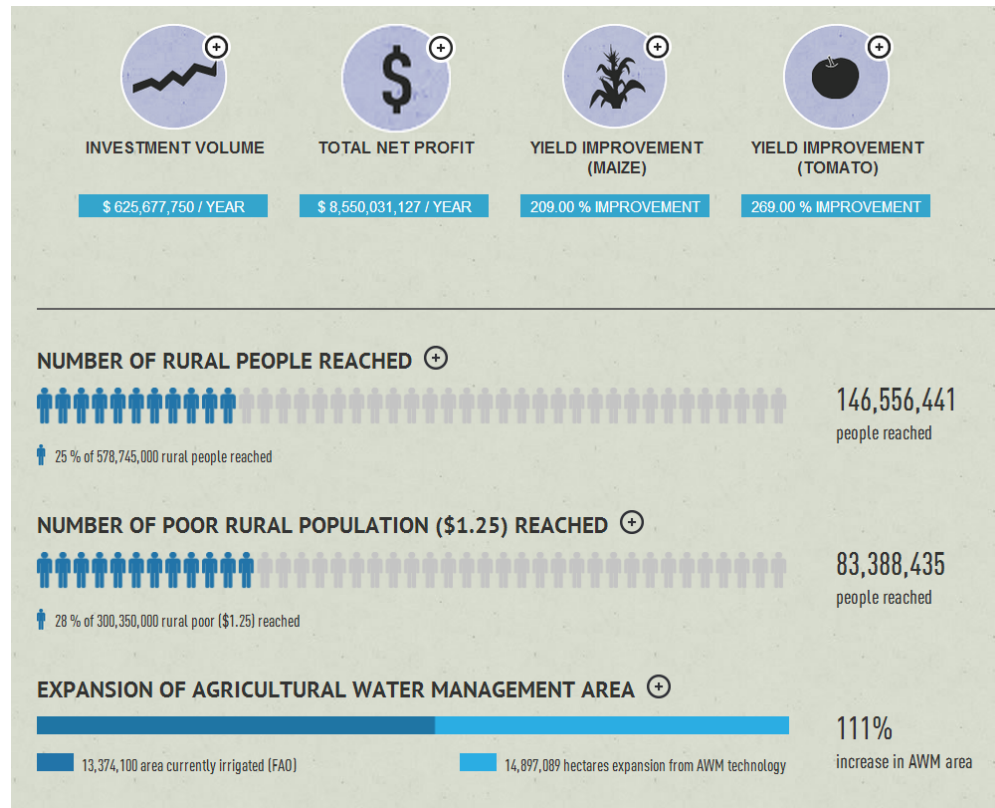 INVESTMENT VOLUME
TOTAL NET PROFIT
YIELD IMPROVEMENT
(MAIZE)
YIELD IMPROVEMENT
(TOMATO)
$ 625,677,750 / YEAR
$ 8,550,031,127 / YEAR
209.00 % IMPROVEMENT
269.00 % IMPROVEMENT
NUMBER OF RURAL PEOPLE REACHED
146,556,441
people reached
25 % of 578,745,000 rural people reached
NUMBER OF POOR RURAL POPULATION ($1.25) REACHED
83,388,435
people reached
28 % of 300,350,000 rural poor ($1.25) reached
EXPANSION OF AGRICULTURAL WATER MANAGEMENT AREA
111%
increase in AWM area
13,374,100 area currently irrigated (FAO)
14,897,089 hectares expansion from AWM technology